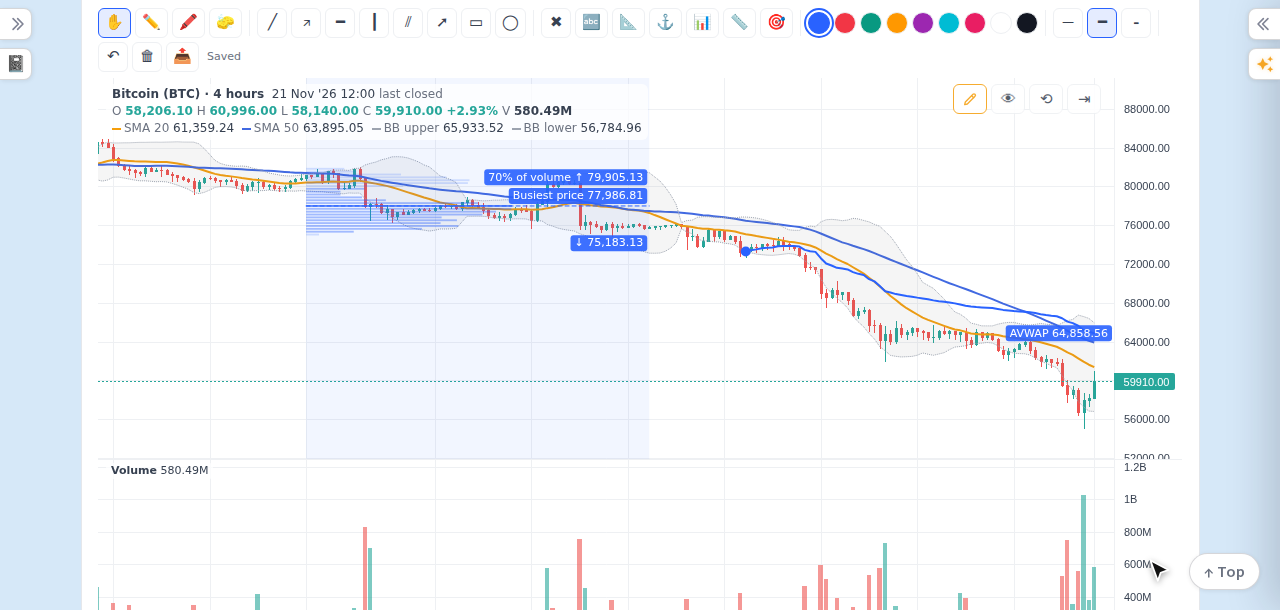 Saved
Bitcoin (BTC) · 4 hours 21 Nov '26 12:00 last closed
O 58,206.10 H 60,996.00 L 58,140.00 C 59,910.00 +2.93% V 580.49M
SMA 20 61,359.24 SMA 50 63,895.05 BB upper 65,933.52 BB lower 56,784.96
88000.00
84000.00
70% of volume ↑ 79,905.13
80000.00
Busiest price 77,986.81
76000.00
↓ 75,183.13
72000.00
68000.00
AVWAP 64,858.56
64000.00
59910.00
56000.00
52000.00
Volume 580.49M
1.2B
1B
800M
600M
↑ Top
400M